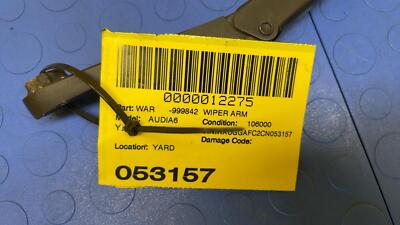 0000012275
Part: WAR -999842 WIPER ARM
Model: AUDIA6 Condition: 106000
Damage Code:
Location: YARD
053157